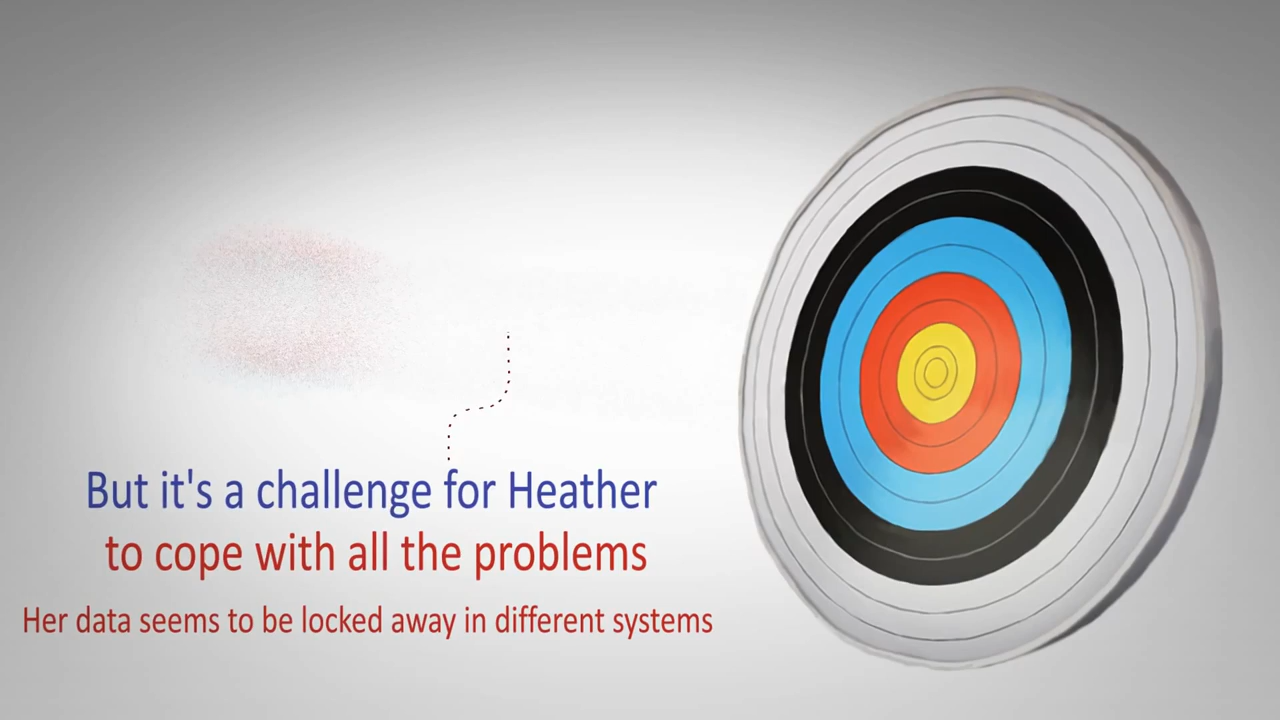 But it's a challenge for Heather
to cope with all the problems
Her data seems to be locked away in different systems